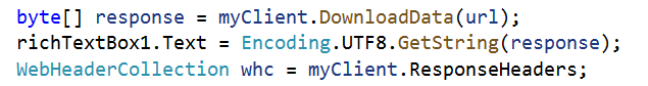 byte[] response = myClient.DownloadData(url);
richTextBox1.Text = Encoding.UTF8.GetString(response);
WebHeaderCollection whc = myClient.ResponseHeaders;